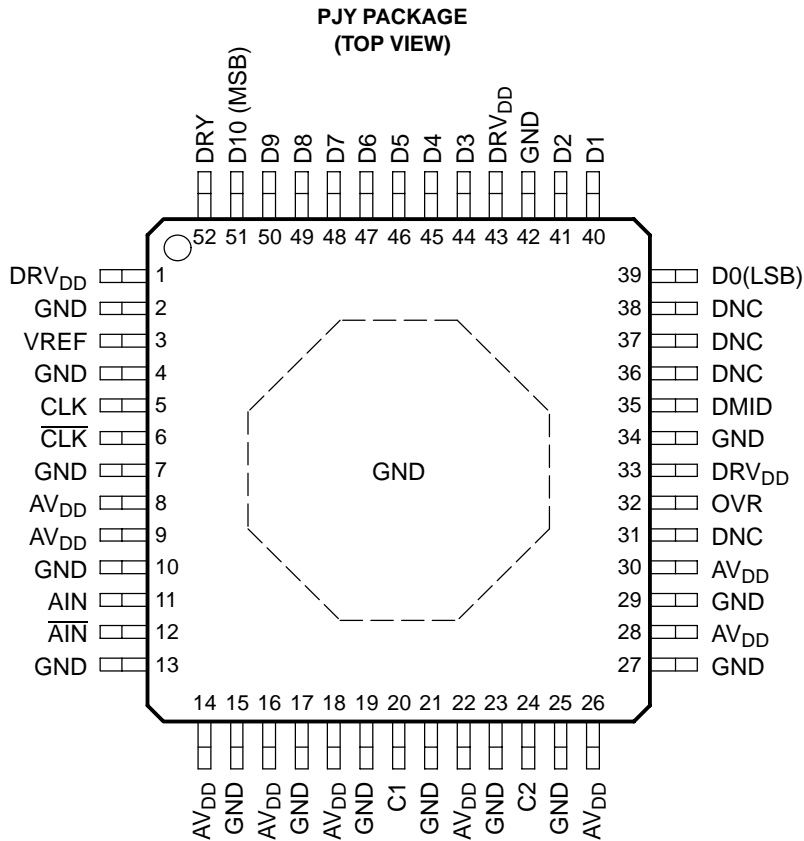 PJY PACKAGE
(TOP VIEW)
DRY
D10 (MSB)
D9
D8
D7
D6
D5
D4
D3
DRVDD
GND
D2
D1
52 51 50 49 48 47 46 45 44 43 42 41 40
DRVDD 1
GND 2
VREF 3
GND 4
CLK 5
CLK 6
GND 7
AVDD 8
AVDD 9
GND 10
AIN 11
AIN 12
GND 13
GND
39 D0(LSB)
38 DNC
37 DNC
36 DNC
35 DMID
34 GND
33 DRVDD
32 OVR
31 DNC
30 AVDD
29 GND
28 AVDD
27 GND
14 15 16 17 18 19 20 21 22 23 24 25 26
AVDD
GND
AVDD
GND
AVDD
GND
C1
GND
AVDD
GND
C2
GND
AVDD